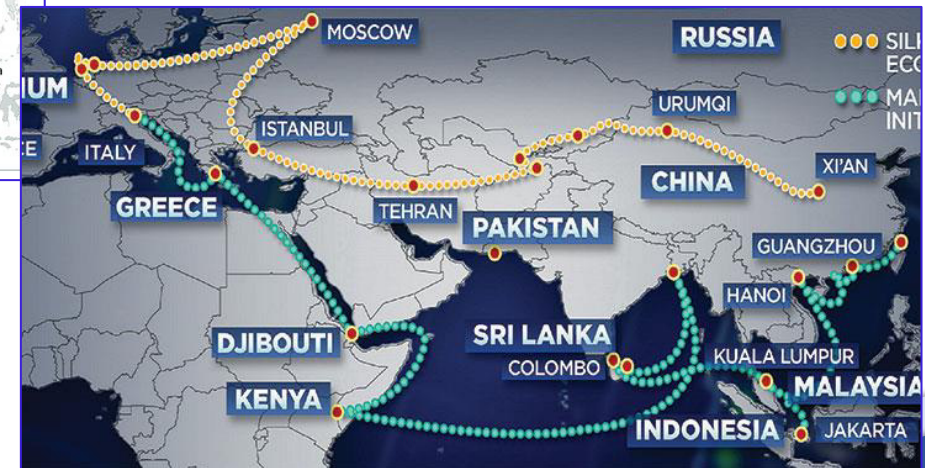 MOSCOW
RUSSIA
SIL
ECO
IUM
URUMQI
MA
INIT
ISTANBUL
CE
ITALY
XI'AN
CHINA
GREECE
TEHRAN
PAKISTAN
GUANGZHOU
HANOI
DJIBOUTI
SRI LANKA
COLOMBO
KUALA LUMPUR
KENYA
MALAYSIA
INDONESIA
JAKARTA